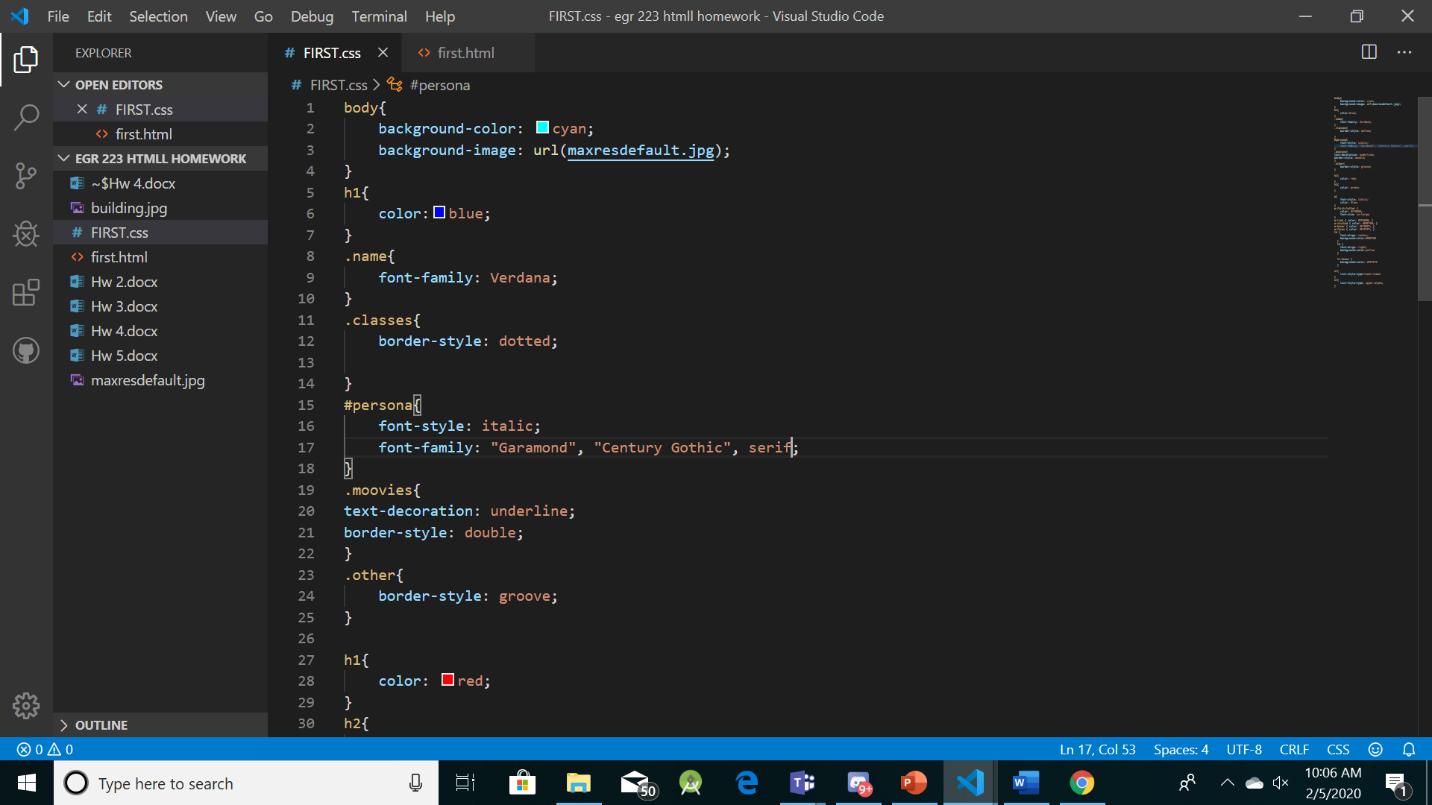 File Edit Selection View Go Debug Terminal Help FIRST.css - egr 223 htmll homework - Visual Studio Code
EXPLORER
OPEN EDITORS
FIRST.css
first.html
EGR 223 HTMLL HOMEWORK
~$Hw 4.docx
building.jpg
FIRST.css
first.html
Hw 2.docx
Hw 3.docx
Hw 4.docx
Hw 5.docx
maxresdefault.jpg
OUTLINE
# FIRST.css first.html
# FIRST.css > #persona
1 body{
2 background-color: cyan;
3 background-image: url(maxresdefault.jpg);
4 }
5 h1{
6 color: blue;
7 }
8 .name{
9 font-family: Verdana;
10 }
11 .classes{
12 border-style: dotted;
13
14 }
15 #persona{
16 font-style: italic;
17 font-family: "Garamond", "Century Gothic", serif;
18 }
19 .moovies{
20 text-decoration: underline;
21 border-style: double;
22 }
23 .other{
24 border-style: groove;
25 }
26
27 h1{
28 color: red;
29 }
30 h2{
0 0 Ln 17, Col 53 Spaces: 4 UTF-8 CRLF CSS
Type here to search 50 9+ 10:06 AM
2/5/2020 1